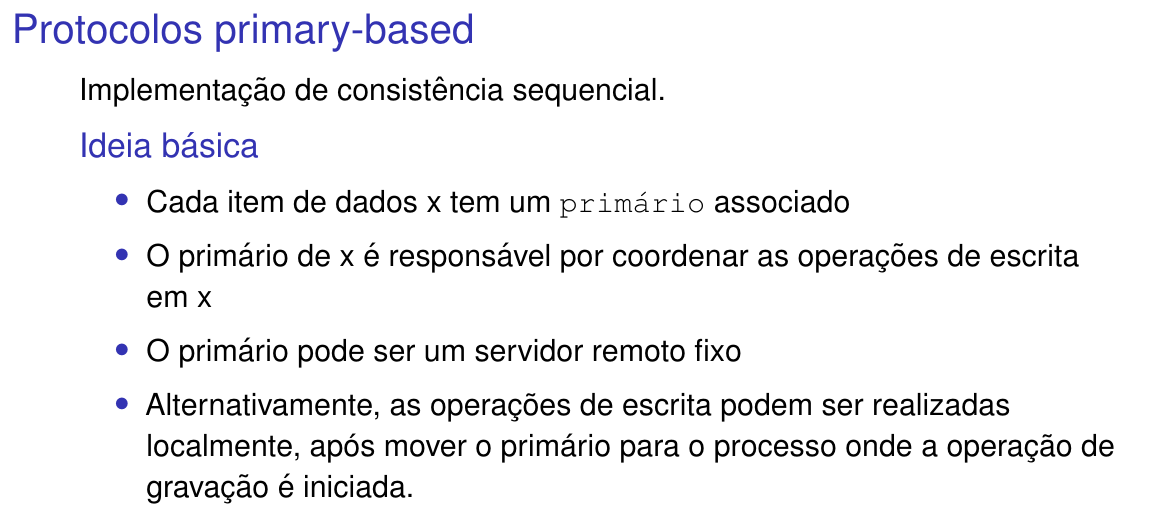 Protocolos primary-based
Implementação de consistência sequencial.
Ideia básica
• Cada item de dados x tem um primário associado
• O primário de x é responsável por coordenar as operações de escrita
em x
• O primário pode ser um servidor remoto fixo
• Alternativamente, as operações de escrita podem ser realizadas
localmente, após mover o primário para o processo onde a operação de
gravação é iniciada.